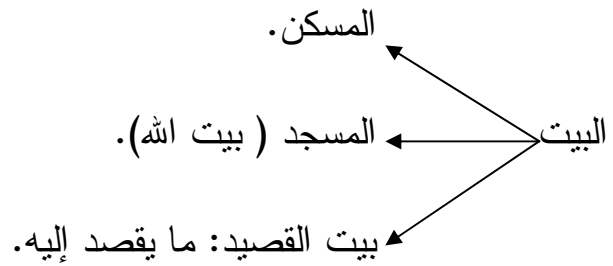 المسكن.
البيت
المسجد ( بيت الله).
بيت القصيد: ما يقصد إليه.